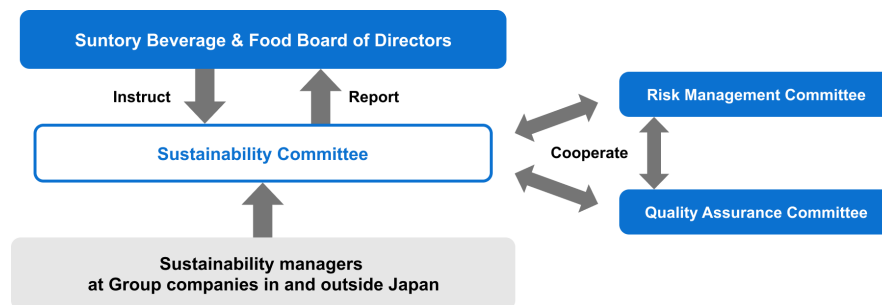 Suntory Beverage & Food Board of Directors
Instruct
Report
Risk Management Committee
Sustainability Committee
Cooperate
Quality Assurance Committee
Sustainability managers
at Group companies in and outside Japan